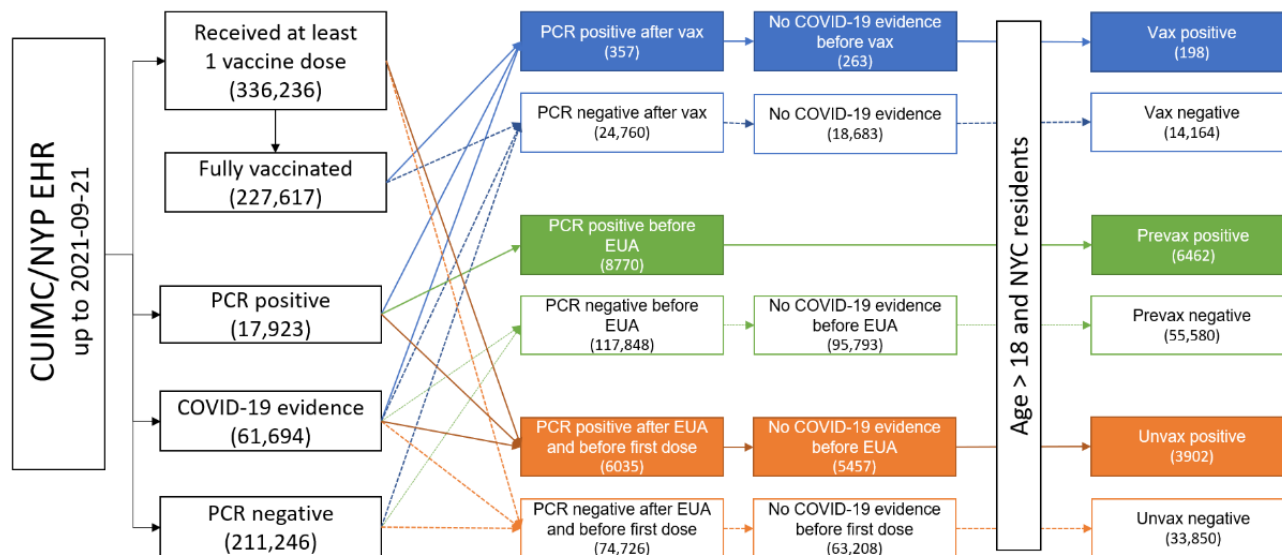 CUIMC/NYP EHR
up to 2021-09-21
Received at least
1 vaccine dose
(336,236)
Fully vaccinated
(227,617)
PCR positive
(17,923)
COVID-19 evidence
(61,694)
PCR negative
(211,246)
PCR positive after vax
(357)
No COVID-19 evidence
before vax
(263)
PCR negative after vax
(24,760)
No COVID-19 evidence
(18,683)
PCR positive before
EUA
(8770)
PCR negative before
EUA
(117,848)
No COVID-19 evidence
before EUA
(95,793)
PCR positive after EUA
and before first dose
(6035)
No COVID-19 evidence
before EUA
(5457)
PCR negative after EUA
and before first dose
(74,726)
No COVID-19 evidence
before first dose
(63,208)
Age > 18 and NYC residents
Vax positive
(198)
Vax negative
(14,164)
Prevax positive
(6462)
Prevax negative
(55,580)
Unvax positive
(3902)
Unvax negative
(33,850)